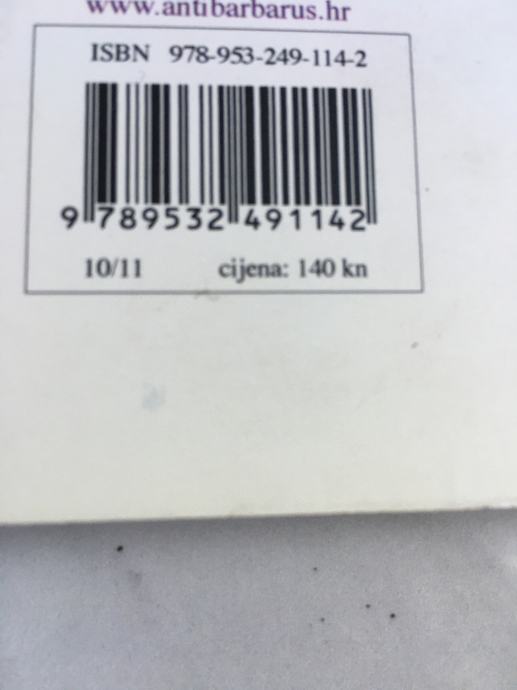 www.antibarbarus.hr
ISBN 978-953-249-114-2
9 789532 491142
10/11 cijena: 140 kn